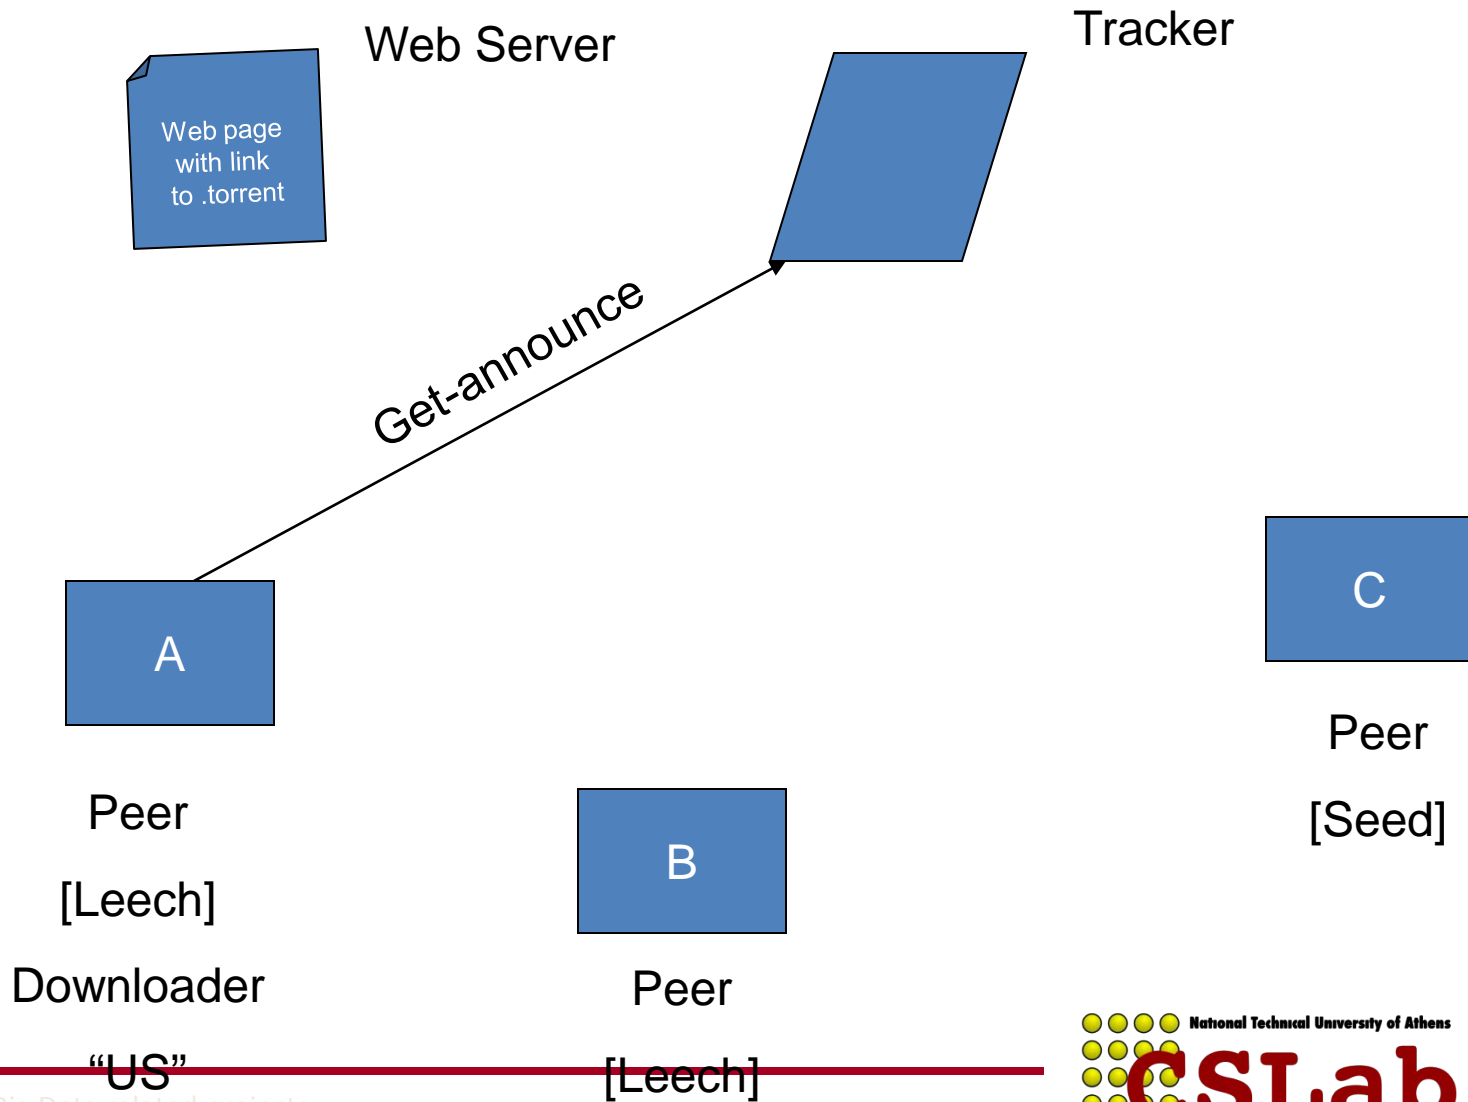 Web Server
Tracker
Web page
with link
to .torrent
Get-announce
A
C
Peer
[Seed]
Peer
[Leech]
Downloader
“US”
B
Peer
[Leech]
National Technical University of Athens
CSLab